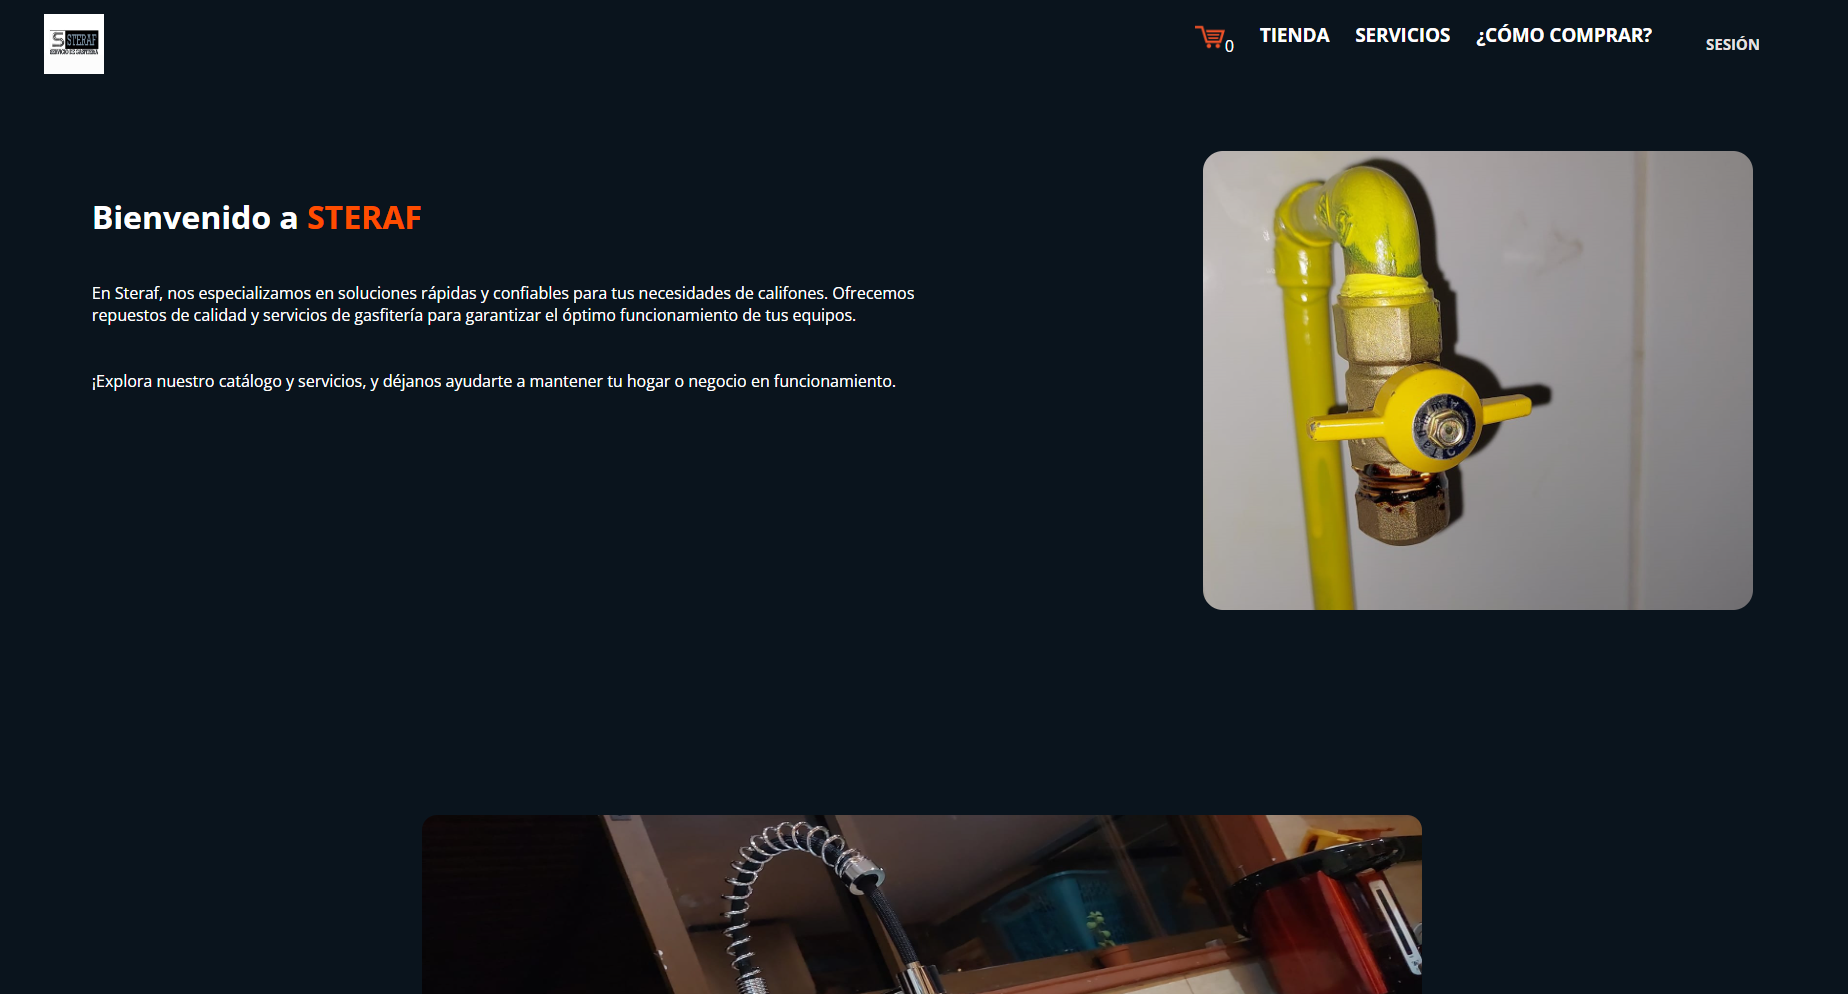 S STERAF
SERVICIOS GASFITERIA
0
TIENDA
SERVICIOS
¿CÓMO COMPRAR?
SESIÓN
Bienvenido a STERAF
En Steraf, nos especializamos en soluciones rápidas y confiables para tus necesidades de califones. Ofrecemos
repuestos de calidad y servicios de gasfitería para garantizar el óptimo funcionamiento de tus equipos.
¡Explora nuestro catálogo y servicios, y déjanos ayudarte a mantener tu hogar o negocio en funcionamiento.